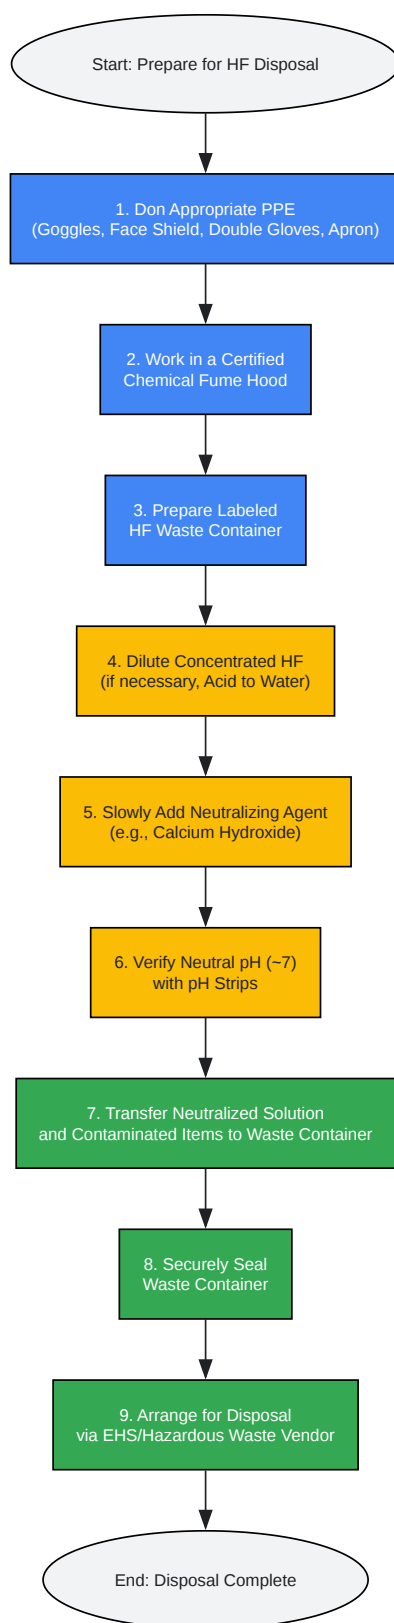 Start: Prepare for HF Disposal
1. Don Appropriate PPE
(Goggles, Face Shield, Double Gloves, Apron)
2. Work in a Certified
Chemical Fume Hood
3. Prepare Labeled
HF Waste Container
4. Dilute Concentrated HF
(if necessary, Acid to Water)
5. Slowly Add Neutralizing Agent
(e.g., Calcium Hydroxide)
6. Verify Neutral pH (~7)
with pH Strips
7. Transfer Neutralized Solution
and Contaminated Items to Waste Container
8. Securely Seal
Waste Container
9. Arrange for Disposal
via EHS/Hazardous Waste Vendor
End: Disposal Complete